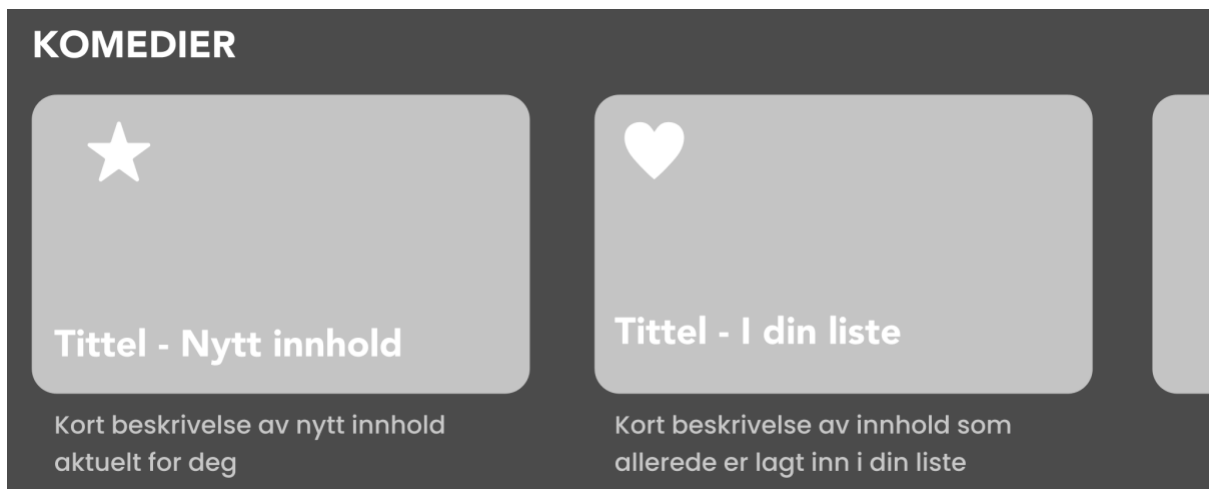 KOMEDIER
Tittel - Nytt innhold
Kort beskrivelse av nytt innhold
aktuelt for deg
Tittel - I din liste
Kort beskrivelse av innhold som
allerede er lagt inn i din liste